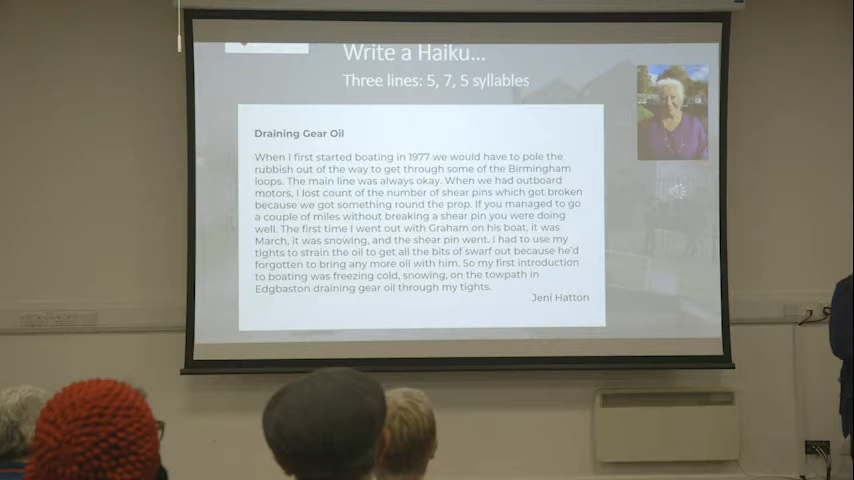 Write a Haiku...
Three lines: 5, 7, 5 syllables
Draining Gear Oil
When I first started boating in 1977 we would have to pole the
rubbish out of the way to get through some of the Birmingham
loops. The main line was always okay. When we had outboard
motors, I lost count of the number of shear pins which got broken
because we got something round the prop. If you managed to go
a couple of miles without breaking a shear pin you were doing
well. The first time I went out with Graham on his boat, it was
March, it was snowing, and the shear pin went. I had to use my
tights to strain the oil to get all the bits of swarf out because he'd
forgotten to bring any more oil with him. So my first introduction
to boating was freezing cold, snowing, on the towpath in
Edgbaston draining gear oil through my tights.
Jeni Hatton